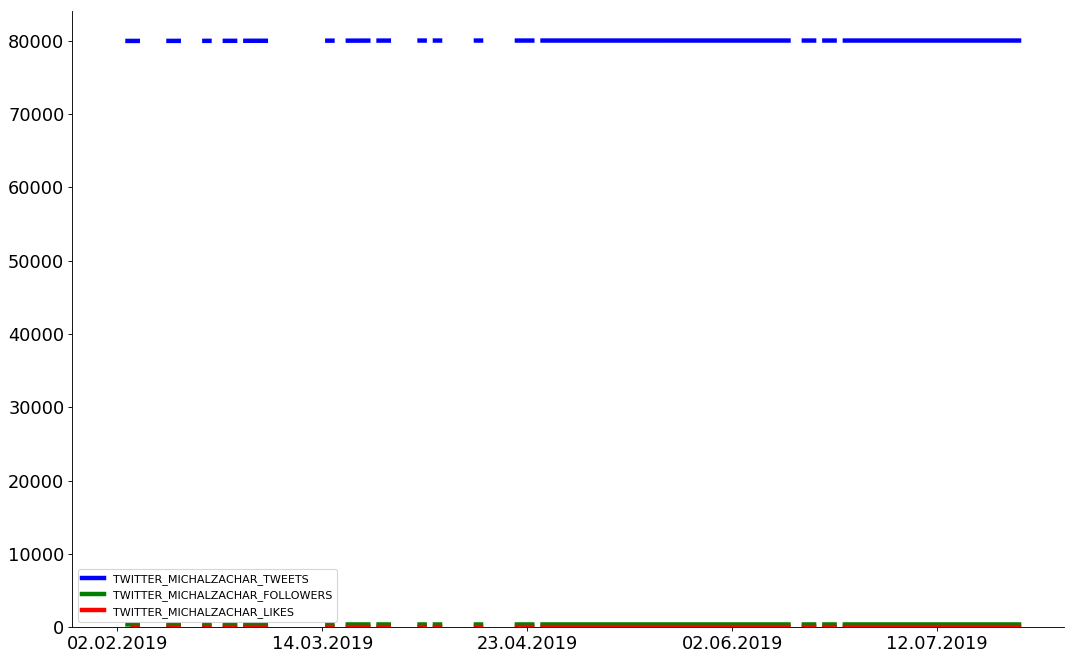 80000
70000
60000
50000
40000
30000
20000
10000
0
TWITTER_MICHALZACHAR_TWEETS
TWITTER_MICHALZACHAR_FOLLOWERS
TWITTER_MICHALZACHAR_LIKES
02.02.2019 14.03.2019 23.04.2019 02.06.2019 12.07.2019